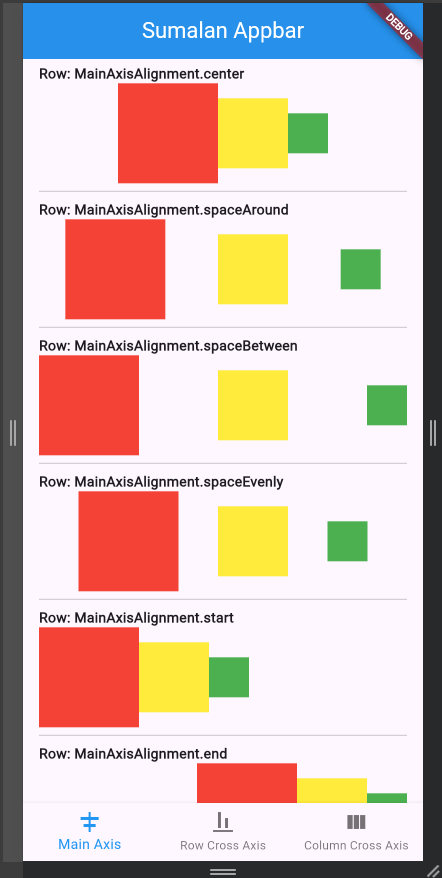 Sumalan Appbar
DEBUG
Row: MainAxisAlignment.center
Row: MainAxisAlignment.spaceAround
Row: MainAxisAlignment.spaceBetween
Row: MainAxisAlignment.spaceEvenly
Row: MainAxisAlignment.start
Row: MainAxisAlignment.end
Main Axis
Row Cross Axis
Column Cross Axis